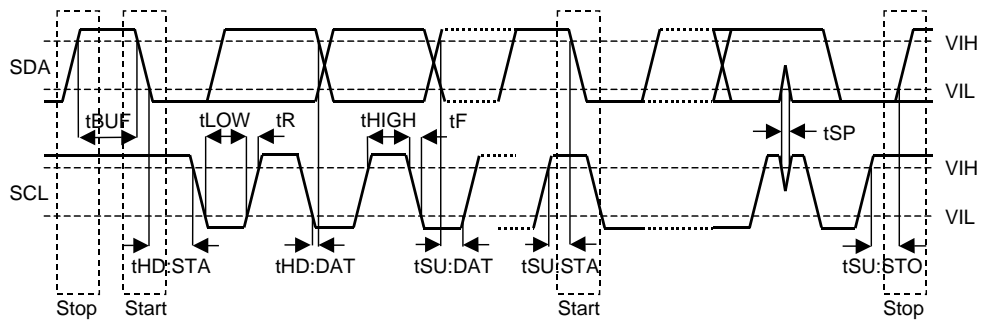 SDA
VIH
VIL
tBUF
tLOW
tR
tHIGH
tF
tSP
SCL
VIH
VIL
tHD:STA
tHD:DAT
tSU:DAT
tSU:STA
tSU:STO
Stop
Start
Start
Stop